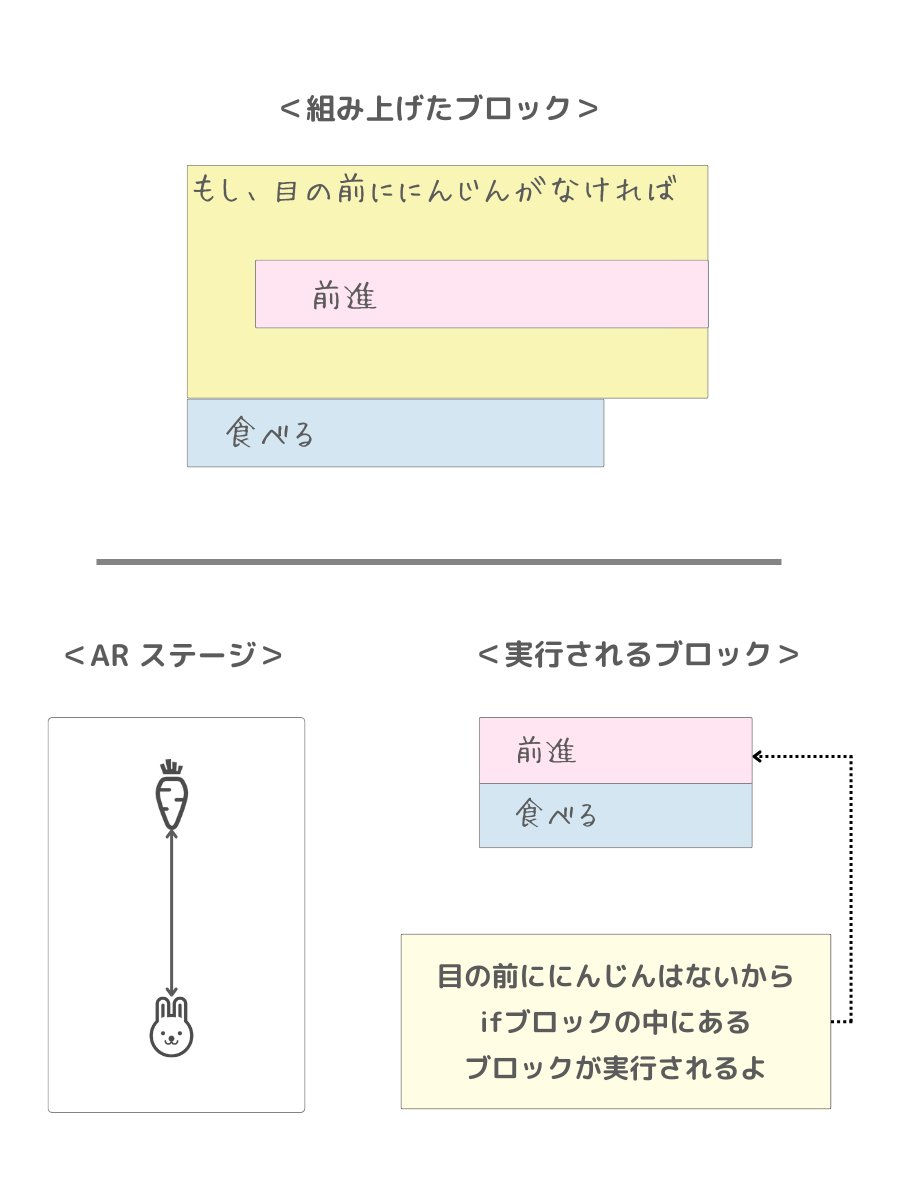 ＜組み上げたブロック＞
もし、目の前ににんじんがなければ
前進
食べる
＜AR ステージ＞
＜実行されるブロック＞
前進
食べる
目の前ににんじんはないから
ifブロックの中にある
ブロックが実行されるよ